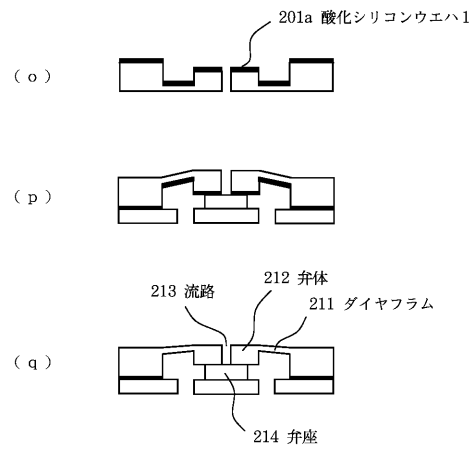 201a 酸化シリコンウエハ1
(o)
(p)
213 流路
212 弁体
211 ダイヤフラム
(q)
214 弁座